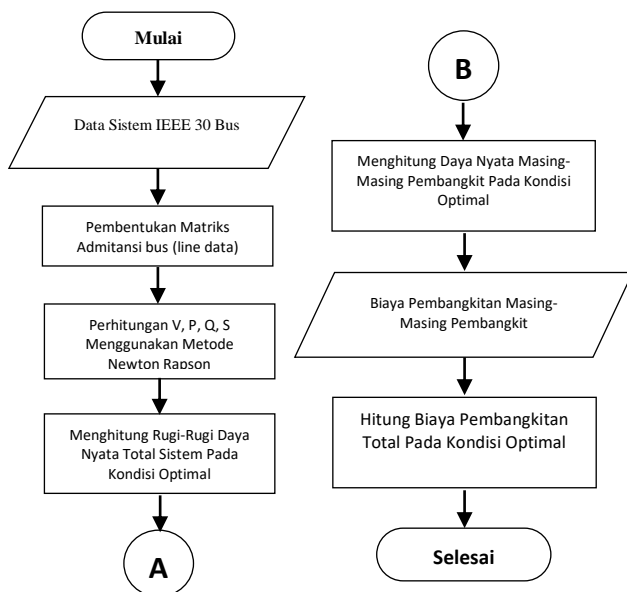 Mulai
Data Sistem IEEE 30 Bus
Pembentukan Matriks
Admitansi bus (line data)
Perhitungan V, P, Q, S
Menggunakan Metode
Newton Rapson
Menghitung Rugi-Rugi Daya
Nyata Total Sistem Pada
Kondisi Optimal
A
B
Menghitung Daya Nyata Masing-
Masing Pembangkit Pada Kondisi
Optimal
Biaya Pembangkitan Masing-
Masing Pembangkit
Hitung Biaya Pembangkitan
Total Pada Kondisi Optimal
Selesai